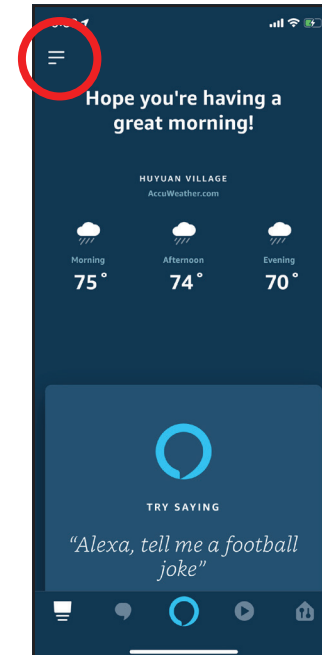 Hope you're having a
great morning!
HUYUAN VILLAGE
AccuWeather.com
Morning
Afternoon
Evening
75°
74°
70°
TRY SAYING
“Alexa, tell me a football
joke”